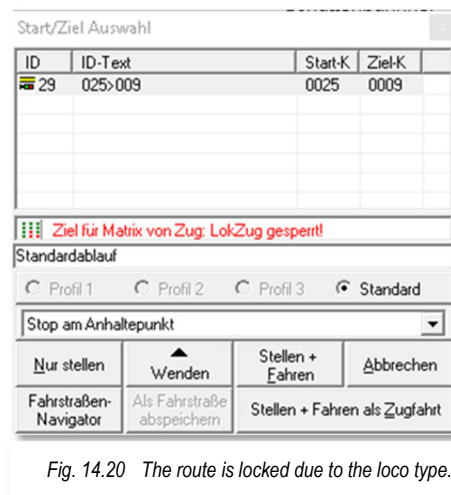 Start/Ziel Auswahl
ID ID-Text Start-K Ziel-K
29 025>009 0025 0009
Ziel für Matrix von Zug: LokZug gesperrt!
Standardablauf
Profil 1 Profil 2 Profil 3 Standard
Stop am Anhaltepunkt
Nur stellen Wenden Stellen + Fahren Abbrechen
Fahrstraßen-Navigator Als Fahrstraße abspeichern Stellen + Fahren als Zugfahrt
Fig. 14.20 The route is locked due to the loco type.